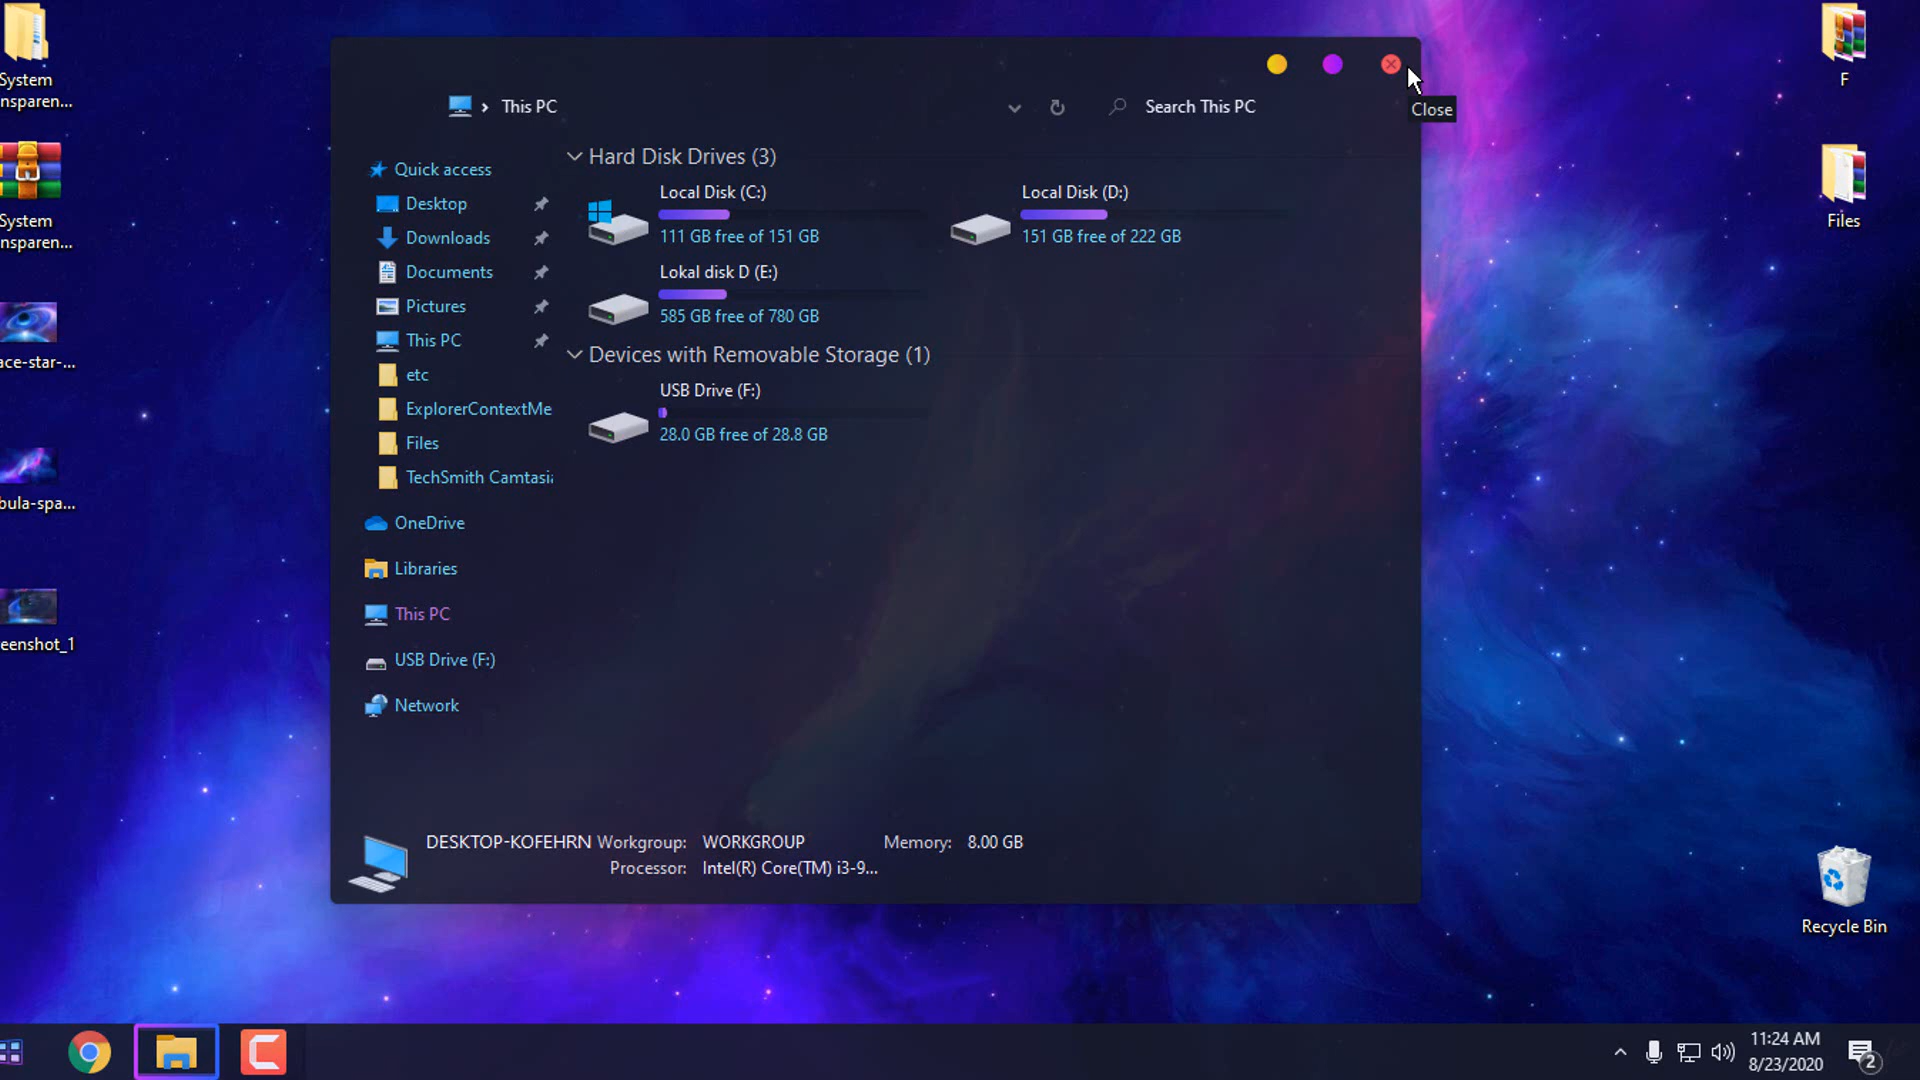 System
nsparen...
System
nsparen...
ace-star-...
bula-spa...
eenshot_1
This PC
Search This PC
Close
Quick access
Desktop
Downloads
Documents
Pictures
This PC
etc
ExplorerContextMe
Files
TechSmith Camtasia
OneDrive
Libraries
This PC
USB Drive (F:)
Network
Hard Disk Drives (3)
Local Disk (C:)
111 GB free of 151 GB
Local Disk (D:)
151 GB free of 222 GB
Lokal disk D (E:)
585 GB free of 780 GB
Devices with Removable Storage (1)
USB Drive (F:)
28.0 GB free of 28.8 GB
DESKTOP-KOFEHRN Workgroup: WORKGROUP Memory: 8.00 GB
Processor: Intel(R) Core(TM) i3-9...
F
Files
Recycle Bin
11:24 AM
8/23/2020
2